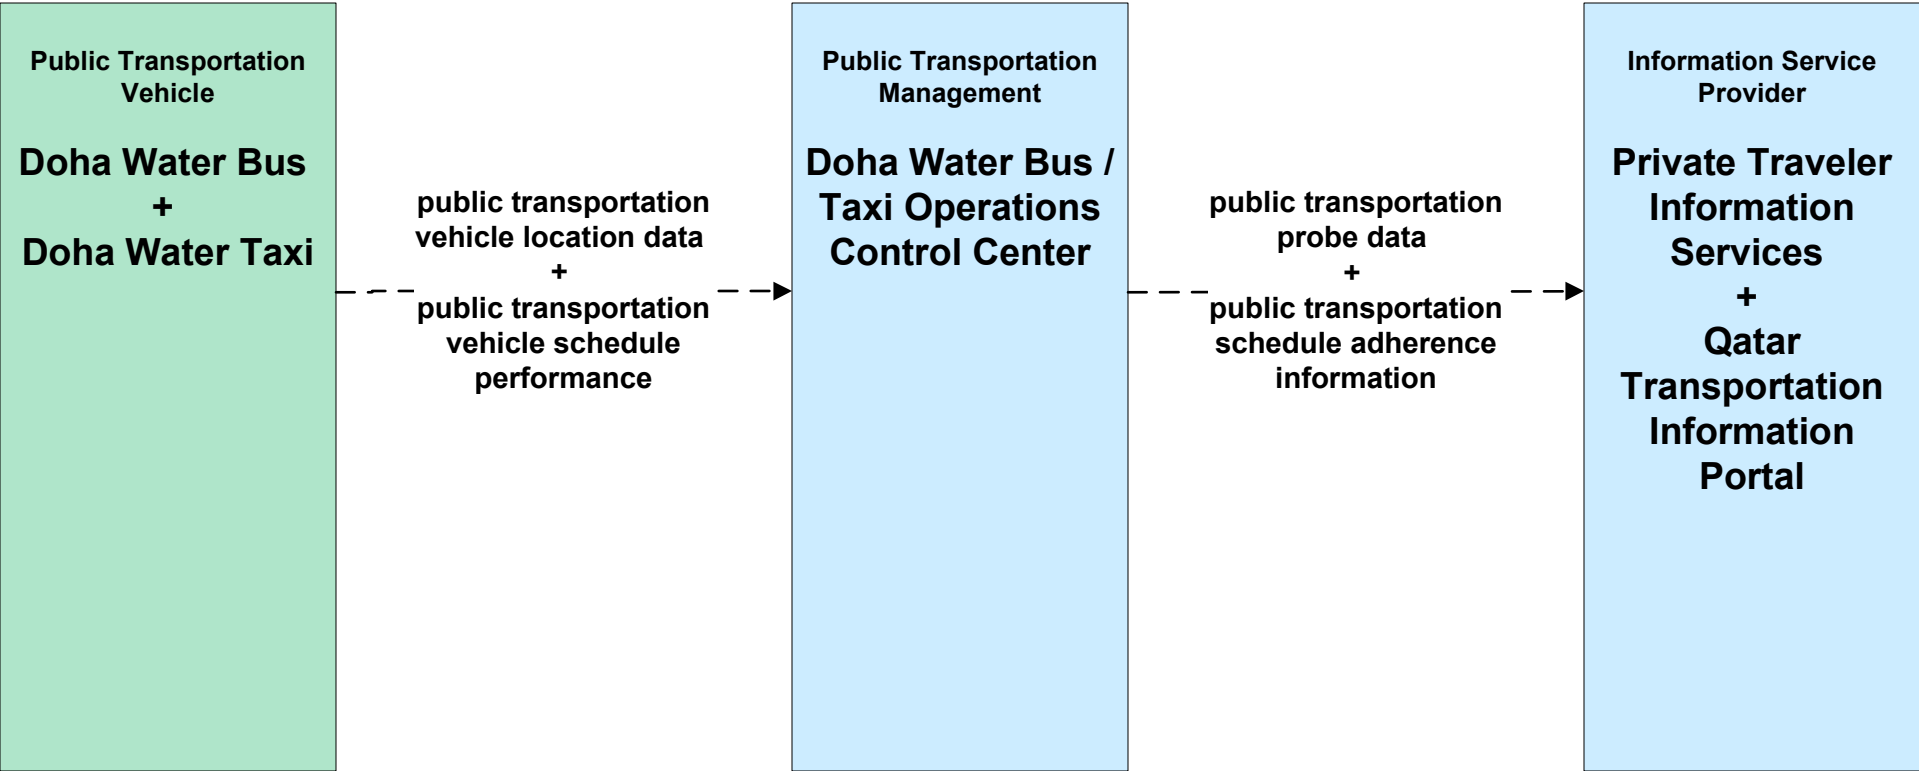 Public Transportation
Vehicle
Doha Water Bus
+
Doha Water Taxi
public transportation
vehicle location data
+
public transportation
vehicle schedule
performance
Public Transportation
Management
Doha Water Bus /
Taxi Operations
Control Center
public transportation
probe data
+
public transportation
schedule adherence
information
Information Service
Provider
Private Traveler
Information
Services
+
Qatar
Transportation
Information
Portal